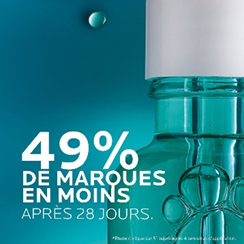 49%
DE MARQUES
EN MOINS
APRÈS 28 JOURS.